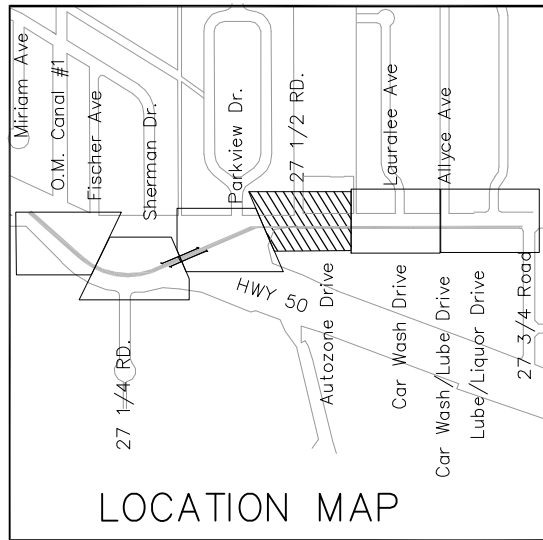 Miriam Ave
O.M. Canal #1
Fischer Ave
Sherman Dr.
Parkview Dr.
27 1/2 RD.
Lauralee Ave
Allyce Ave
HWY 50
27 1/4 RD.
Autozone Drive
Car Wash Drive
Car Wash/Lube Drive
Lube/Liquor Drive
27 3/4 Road
LOCATION MAP